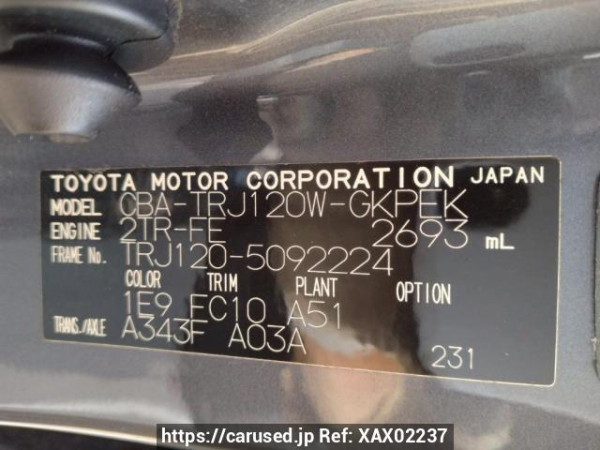 TOYOTA MOTOR CORPORATION JAPAN
MODEL CBA-TRJ120W-GKPEK
ENGINE 2TR-FE 2693 mL
FRAME No. TRJ120-5092224
COLOR TRIM PLANT OPTION
1E9 FC10 A51
TRANS./AXLE A343F A03A
231
https://carused.jp Ref: XAX02237